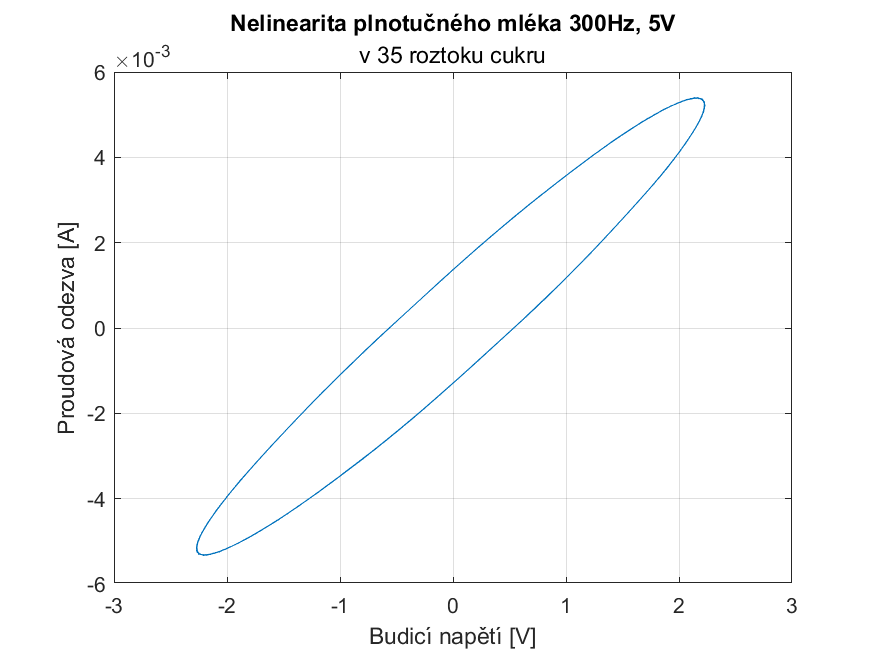 Nelinearita plnotučného mléka 300Hz, 5V
v 35 roztoku cukru
×10-3
6
4
2
0
-2
-4
-6
-3 -2 -1 0 1 2 3
Proudová odezva [A]
Budicí napětí [V]